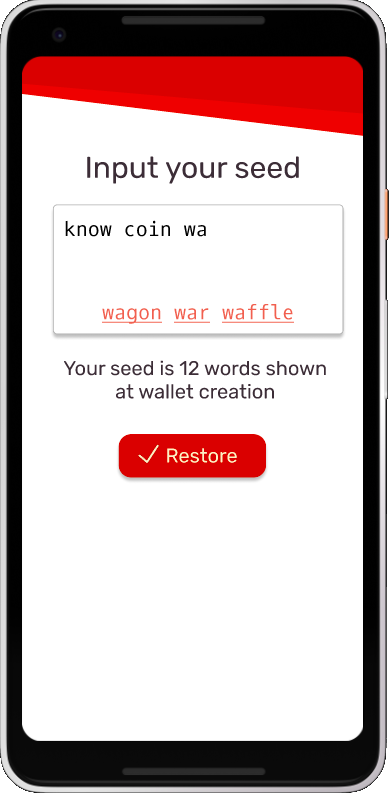 Input your seed
know coin wa
wagon war waffle
Your seed is 12 words shown
at wallet creation
Restore